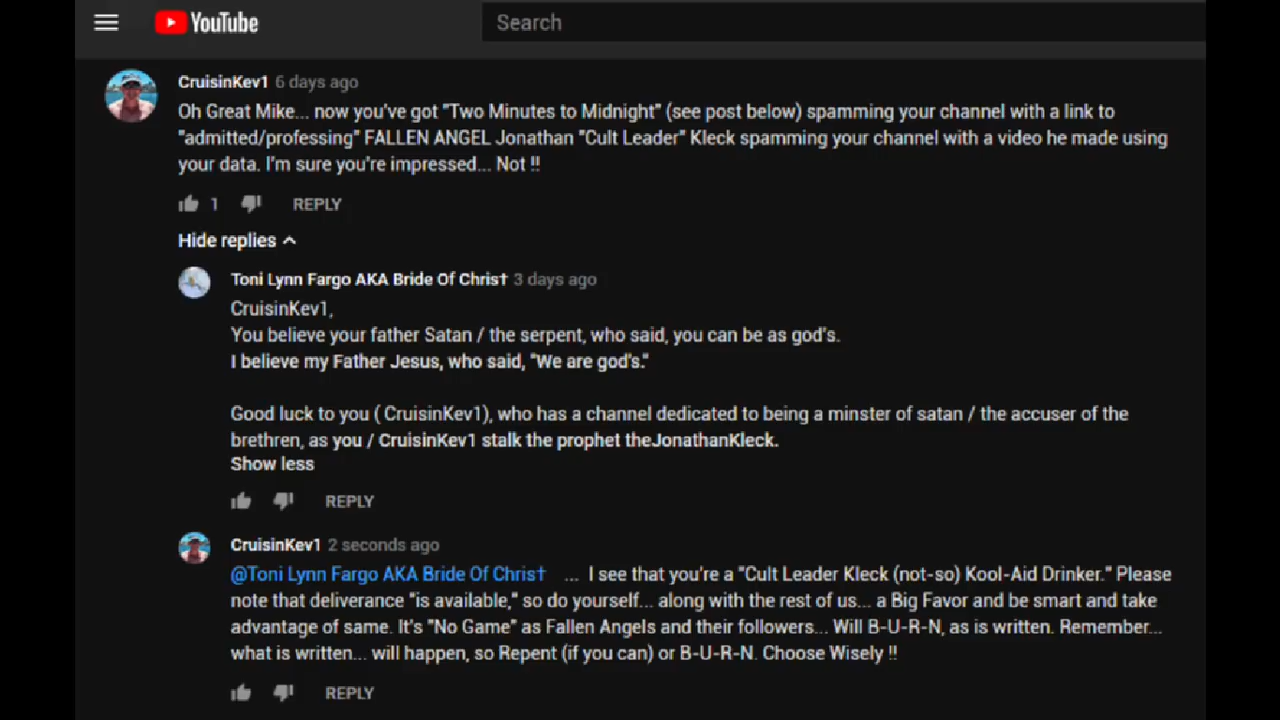 YouTube
Search
CruisinKev1 6 days ago
Oh Great Mike... now you've got "Two Minutes to Midnight" (see post below) spamming your channel with a link to
"admitted/professing" FALLEN ANGEL Jonathan "Cult Leader" Kleck spamming your channel with a video he made using
your data. I'm sure you're impressed... Not !!
1 REPLY
Hide replies
Toni Lynn Fargo AKA Bride Of Chris† 3 days ago
CruisinKev1,
You believe your father Satan / the serpent, who said, you can be as god's.
I believe my Father Jesus, who said, "We are god's."
Good luck to you ( CruisinKev1), who has a channel dedicated to being a minster of satan / the accuser of the
brethren, as you / CruisinKev1 stalk the prophet theJonathanKleck.
Show less
REPLY
CruisinKev1 2 seconds ago
@Toni Lynn Fargo AKA Bride Of Chris† ... I see that you're a "Cult Leader Kleck (not-so) Kool-Aid Drinker." Please
note that deliverance "is available," so do yourself... along with the rest of us... a Big Favor and be smart and take
advantage of same. It's "No Game" as Fallen Angels and their followers... Will B-U-R-N, as is written. Remember...
what is written... will happen, so Repent (if you can) or B-U-R-N. Choose Wisely !!
REPLY